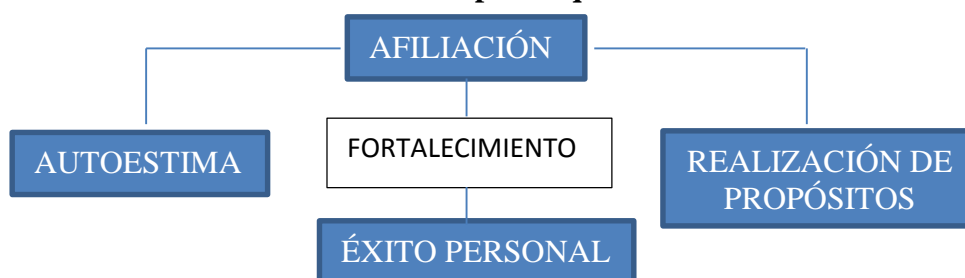 AFILIACIÓN
AUTOESTIMA
FORTALECIMIENTO
REALIZACIÓN DE
PROPÓSITOS
ÉXITO PERSONAL